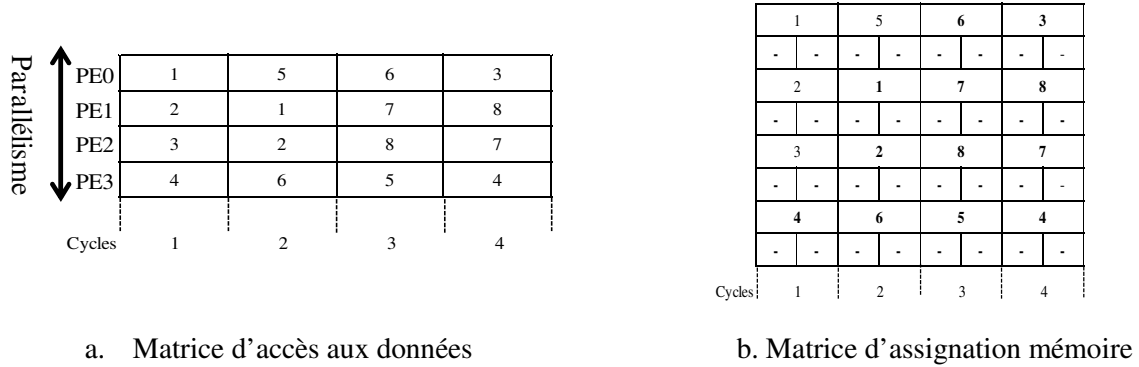 Parallélisme
PE0 1 5 6 3
PE1 2 1 7 8
PE2 3 2 8 7
PE3 4 6 5 4
Cycles 1 2 3 4
a. Matrice d'accès aux données
1 5 6 3
- - - - - - - -
2 1 7 8
- - - - - - - -
3 2 8 7
- - - - - - - -
4 6 5 4
- - - - - - - -
Cycles 1 2 3 4
b. Matrice d'assignation mémoire